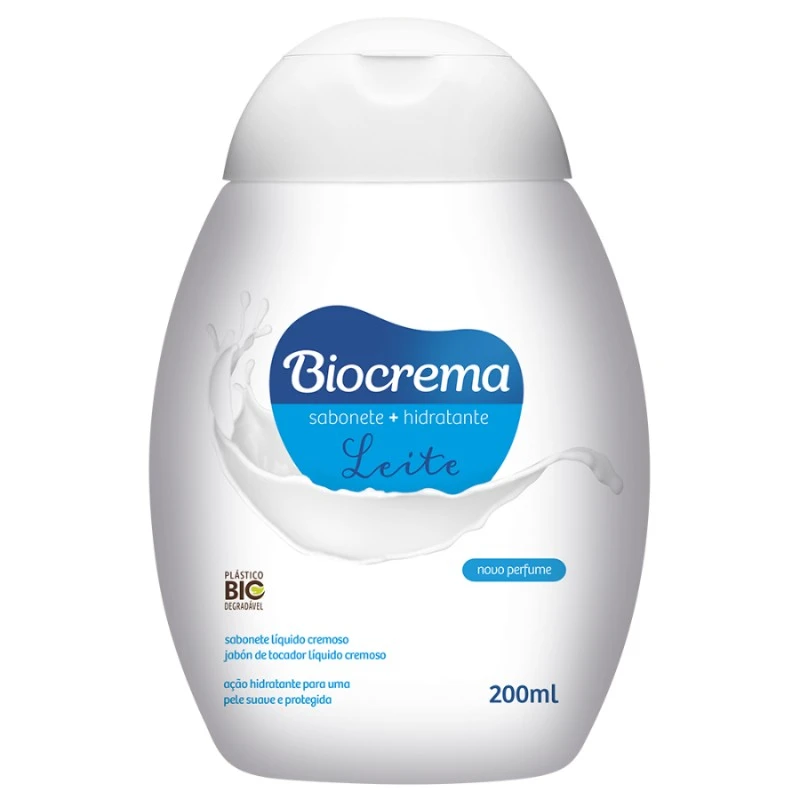 Biocrema
sabonete + hidratante
Leite
novo perfume
PLÁSTICO
BIO
DEGRADÁVEL
sabonete líquido cremoso
jabón de tocador líquido cremoso
ação hidratante para uma
pele suave e protegida
200ml